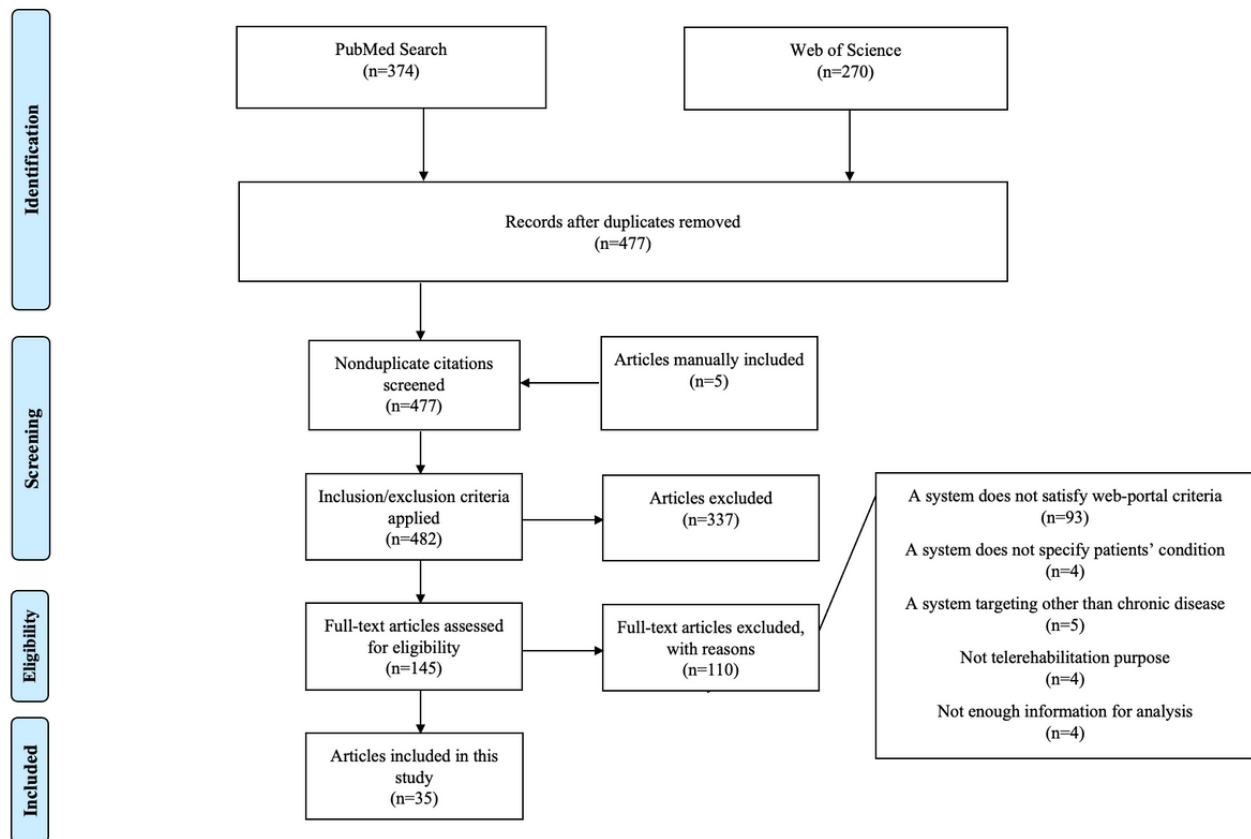 Identification
PubMed Search
(n=374)
Web of Science
(n=270)
Records after duplicates removed
(n=477)
Screening
Nonduplicate citations
screened
(n=477)
Articles manually included
(n=5)
Inclusion/exclusion criteria
applied
(n=482)
Articles excluded
(n=337)
Eligibility
Full-text articles assessed
for eligibility
(n=145)
Full-text articles excluded,
with reasons
(n=110)
A system does not satisfy web-portal criteria
(n=93)
A system does not specify patients’ condition
(n=4)
A system targeting other than chronic disease
(n=5)
Not telerehabilitation purpose
(n=4)
Not enough information for analysis
(n=4)
Included
Articles included in this
study
(n=35)